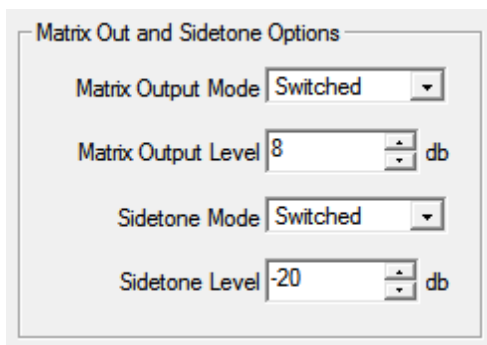 Matrix Out and Sidetone Options
Matrix Output Mode Switched
Matrix Output Level 8 db
Sidetone Mode Switched
Sidetone Level -20 db